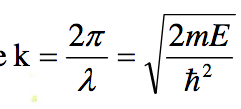 e k = 2π/λ = √(2mE/ħ²)